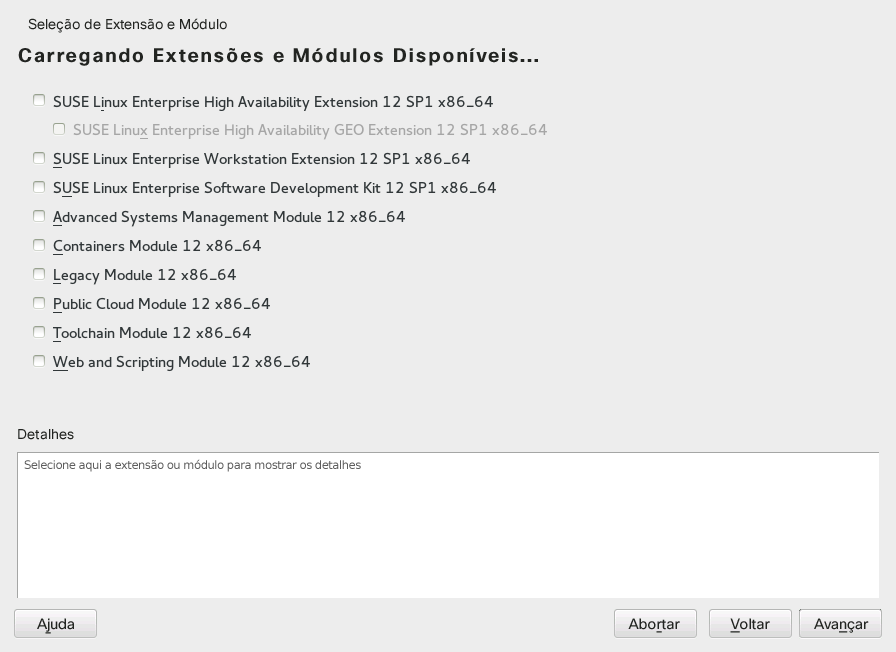 Seleção de Extensão e Módulo
Carregando Extensões e Módulos Disponíveis...
SUSE Linux Enterprise High Availability Extension 12 SP1 x86_64
SUSE Linux Enterprise High Availability GEO Extension 12 SP1 x86_64
SUSE Linux Enterprise Workstation Extension 12 SP1 x86_64
SUSE Linux Enterprise Software Development Kit 12 SP1 x86_64
Advanced Systems Management Module 12 x86_64
Containers Module 12 x86_64
Legacy Module 12 x86_64
Public Cloud Module 12 x86_64
Toolchain Module 12 x86_64
Web and Scripting Module 12 x86_64
Detalhes
Selecione aqui a extensão ou módulo para mostrar os detalhes
Ajuda Abortar Voltar Avançar